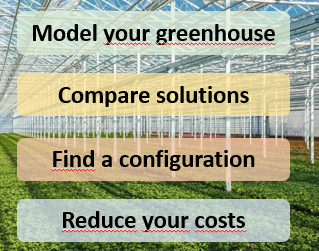 Model your greenhouse
Compare solutions
Find a configuration
Reduce your costs